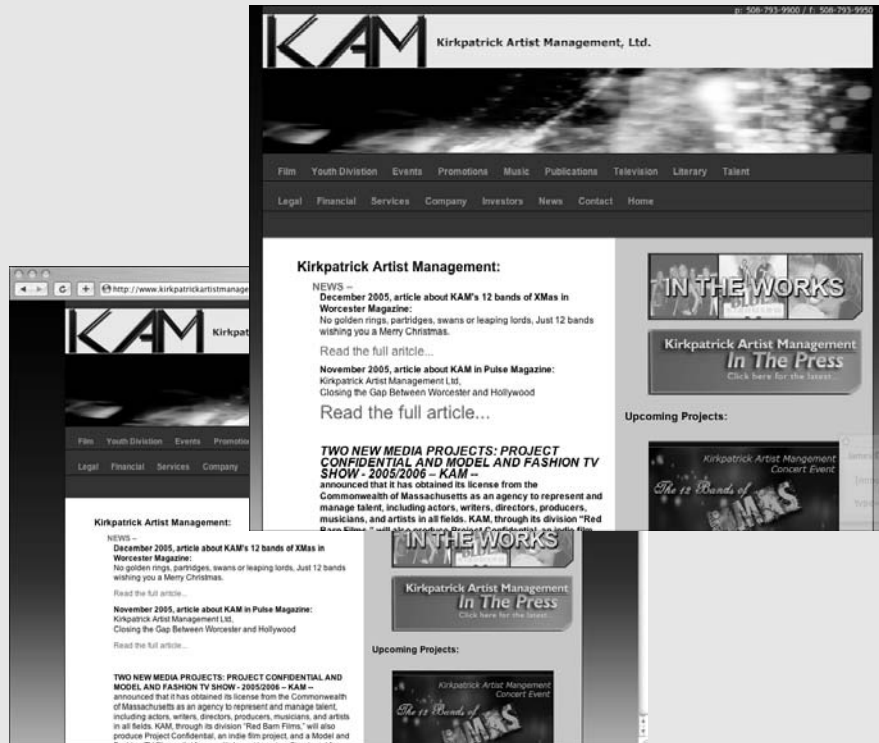 p: 508-793-9900 / f: 508-793-9950
KAM
Kirkpatrick Artist Management, Ltd.
Film Youth Divistion Events Promotions Music Publications Television Literary Talent
Legal Financial Services Company Investors News Contact Home
Kirkpatrick Artist Management:
NEWS –
December 2005, article about KAM's 12 bands of XMas in
Worcester Magazine:
No golden rings, partridges, swans or leaping lords, Just 12 bands
wishing you a Merry Christmas.
Read the full aritcle...
November 2005, article about KAM in Pulse Magazine:
Kirkpatrick Artist Management Ltd,
Closing the Gap Between Worcester and Hollywood
Read the full article...
TWO NEW MEDIA PROJECTS: PROJECT
CONFIDENTIAL AND MODEL AND FASHION TV
SHOW - 2005/2006 – KAM --
announced that it has obtained its license from the
Commonwealth of Massachusetts as an agency to represent and
manage talent, including actors, writers, directors, producers,
musicians, and artists in all fields. KAM, through its division "Red
Barn Films," will also produce Project Confidential, an indie film
IN THE WORKS
Kirkpatrick Artist Management
In The Press
Click here for the latest...
Upcoming Projects:
Kirkpatrick Artist Mangement
Concert Event
The 12 Bands of
XMAS
http://www.kirkpatrickartistmanage
KAM
Kirkpat
Film Youth Division Events Promotio
Legal Financial Services Company
Kirkpatrick Artist Management:
NEWS –
December 2005, article about KAM's 12 bands of XMas in
Worcester Magazine:
No golden rings, partridges, swans or leaping lords, Just 12 bands
wishing you a Merry Christmas.
Read the full aritcle...
November 2005, article about KAM in Pulse Magazine:
Kirkpatrick Artist Management Ltd,
Closing the Gap Between Worcester and Hollywood
Read the full article...
TWO NEW MEDIA PROJECTS: PROJECT CONFIDENTIAL AND
MODEL AND FASHION TV SHOW - 2005/2006 – KAM --
announced that it has obtained its license from the Commonwealth
of Massachusetts as an agency to represent and manage talent,
including actors, writers, directors, producers, musicians, and artists
in all fields. KAM, through its division "Red Barn Films," will also
produce Project Confidential, an indie film project, and a Model and
IN THE WORKS
Kirkpatrick Artist Management
In The Press
Click here for the latest...
Upcoming Projects:
Kirkpatrick Artist Mangement
Concert Event
The 12 Bands of
XMAS